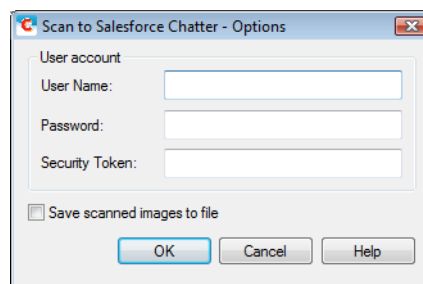 Scan to Salesforce Chatter - Options
User account
User Name:
Password:
Security Token:
Save scanned images to file
OK Cancel Help